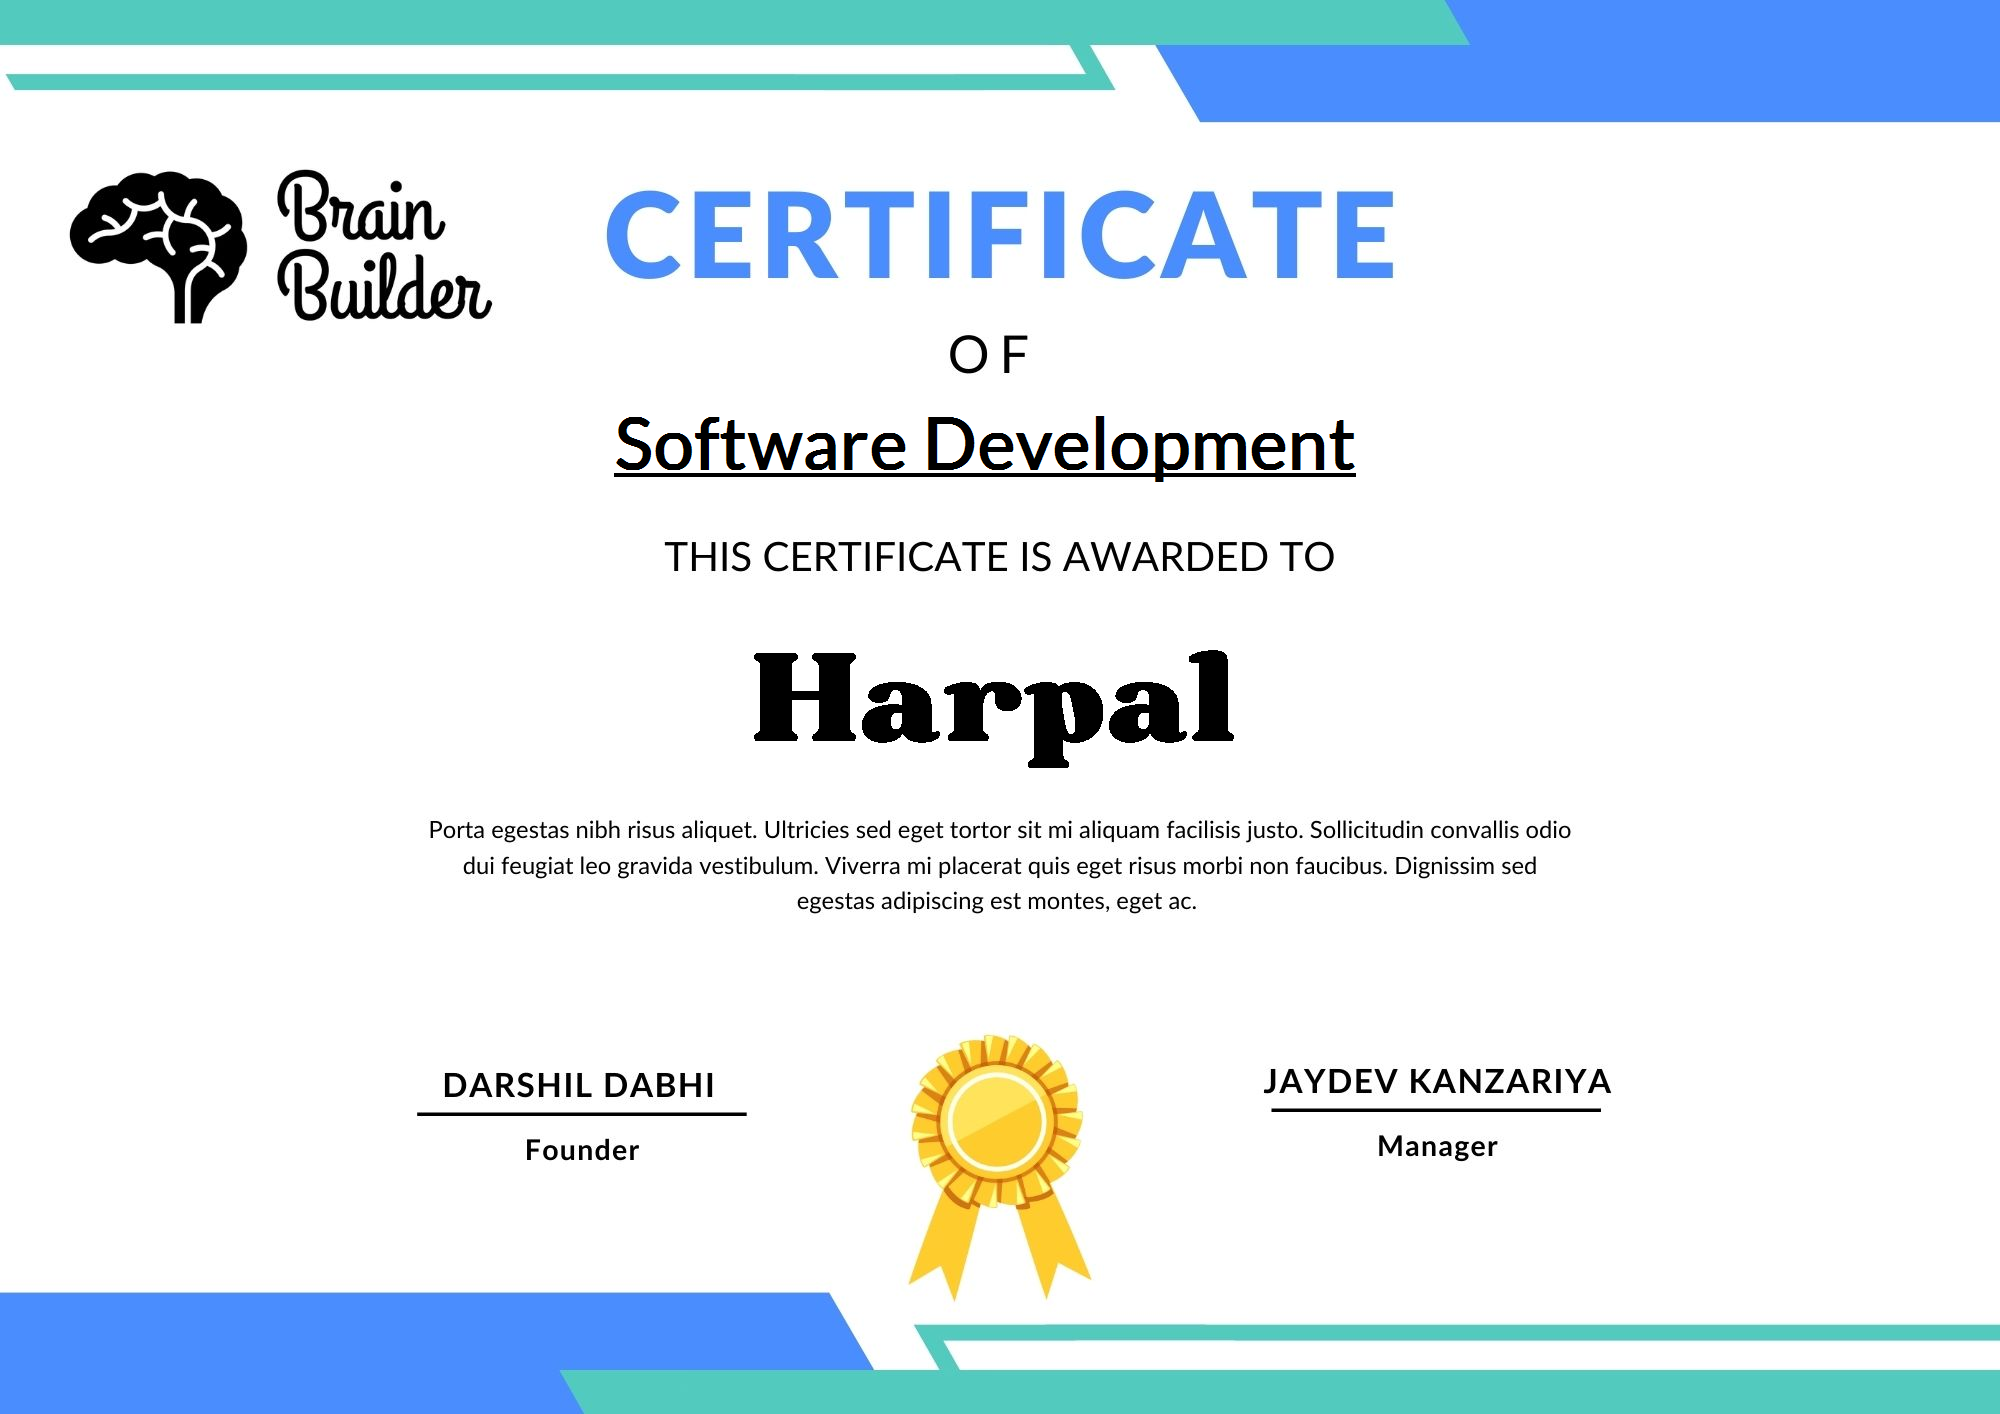 Brain
Builder
CERTIFICATE
OF
Software Development
THIS CERTIFICATE IS AWARDED TO
Harpal
Porta egestas nibh risus aliquet. Ultricies sed eget tortor sit mi aliquam facilisis justo. Sollicitudin convallis odio
dui feugiat leo gravida vestibulum. Viverra mi placerat quis eget risus morbi non faucibus. Dignissim sed
egestas adipiscing est montes, eget ac.
DARSHIL DABHI
Founder
JAYDEV KANZARIYA
Manager